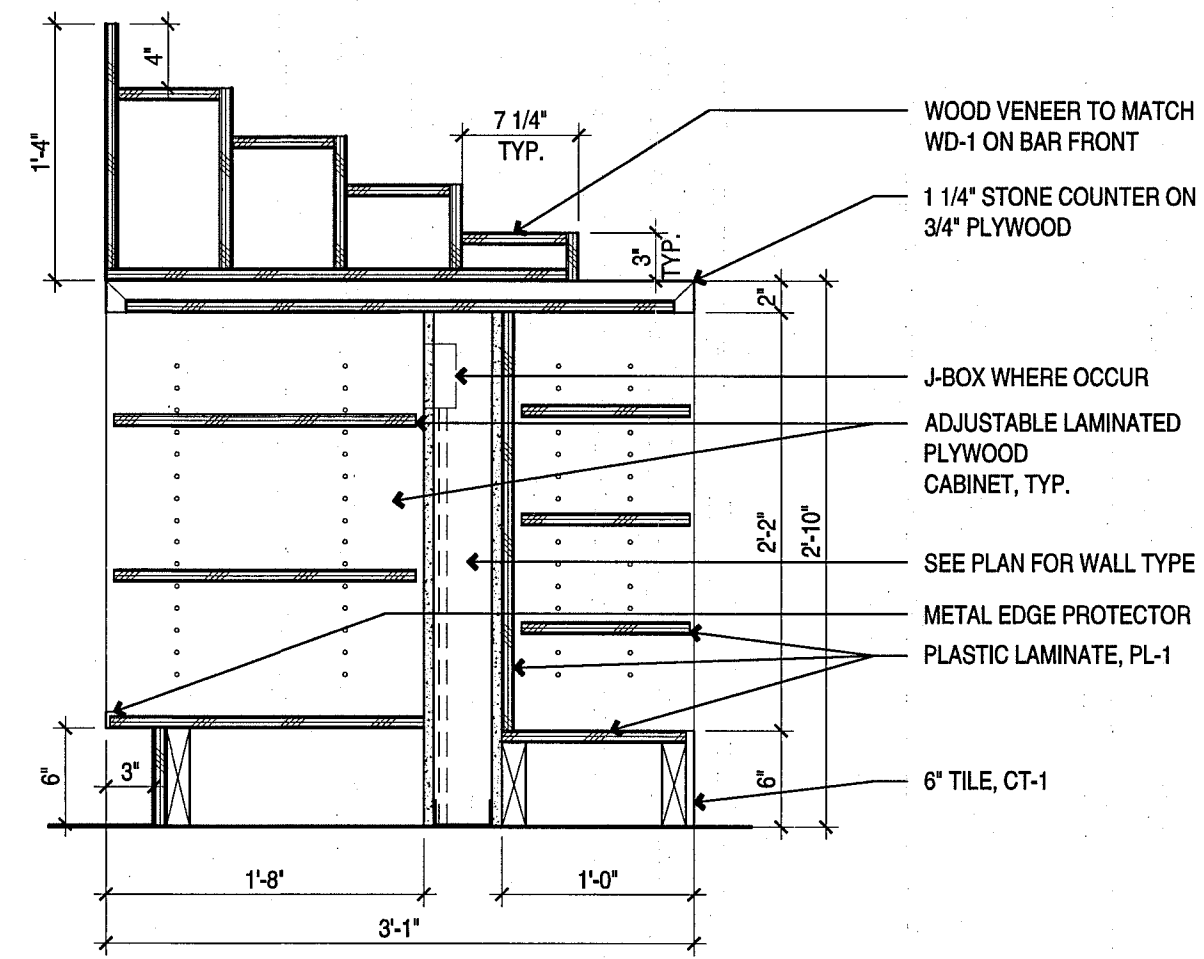 4"
1'-4"
7 1/4"
TYP.
3"
TYP.
WOOD VENEER TO MATCH
WD-1 ON BAR FRONT
1 1/4" STONE COUNTER ON
3/4" PLYWOOD
2"
J-BOX WHERE OCCUR
ADJUSTABLE LAMINATED
PLYWOOD
CABINET, TYP.
2'-2"
2'-10"
SEE PLAN FOR WALL TYPE
METAL EDGE PROTECTOR
PLASTIC LAMINATE, PL-1
6"
3"
6"
6" TILE, CT-1
1'-8"
1'-0"
3'-1"